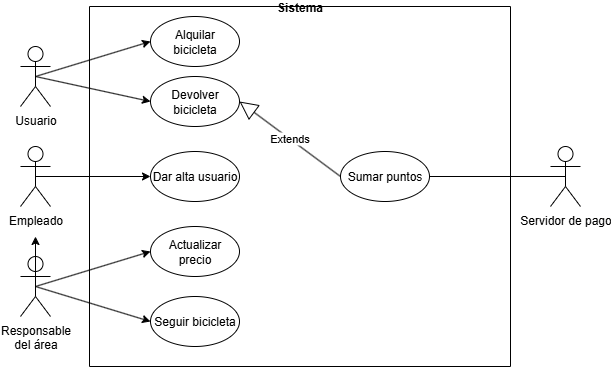 Sistema
Alquilar
bicicleta
Usuario
Devolver
bicicleta
Extends
Dar alta usuario
Sumar puntos
Empleado
Servidor de pago
Actualizar
precio
Responsable
del área
Seguir bicicleta